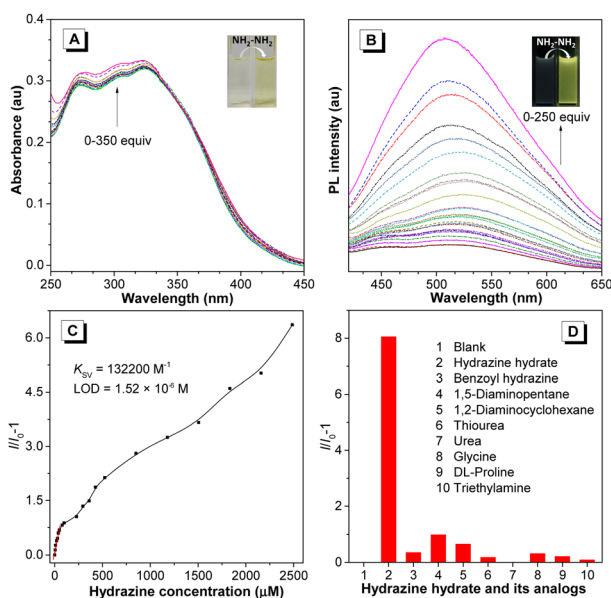 A
NH2-NH2
0-350 equiv
Absorbance (au)
0.4
0.3
0.2
0.1
0.0
250 300 350 400 450
Wavelength (nm)
B
NH2-NH2
0-250 equiv
PL intensity (au)
450 500 550 600 650
Wavelength (nm)
C
KSV = 132200 M-1
LOD = 1.52 × 10-6 M
I/I0-1
6.0
4.5
3.0
1.5
0.0
0 500 1000 1500 2000 2500
Hydrazine concentration (μM)
D
1 Blank
2 Hydrazine hydrate
3 Benzoyl hydrazine
4 1,5-Diaminopentane
5 1,2-Diaminocyclohexane
6 Thiourea
7 Urea
8 Glycine
9 DL-Proline
10 Triethylamine
I/I0-1
8
6
4
2
0
1 2 3 4 5 6 7 8 9 10
Hydrazine hydrate and its analogs